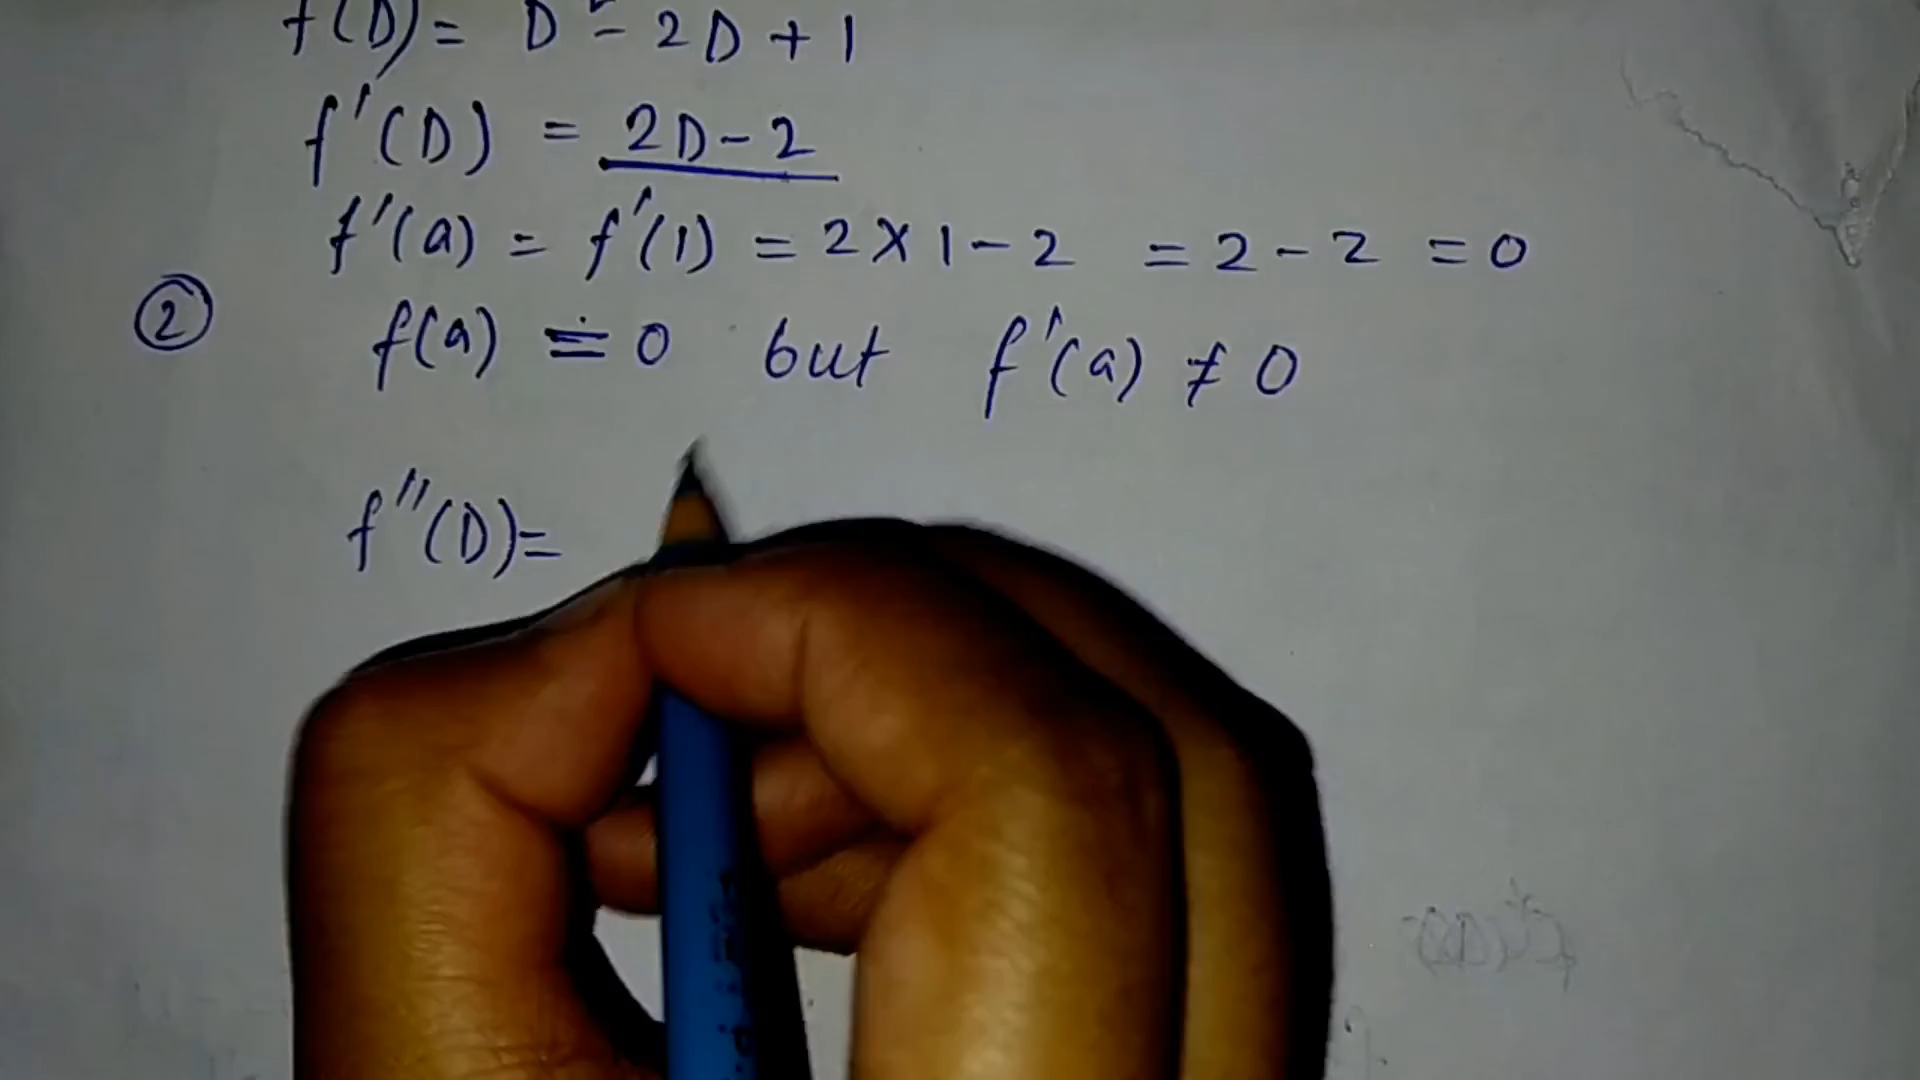 f(D) = D² - 2D + 1
f'(D) = 2D - 2
f'(a) = f'(1) = 2 × 1 - 2 = 2 - 2 = 0
② f(a) = 0 but f'(a) ≠ 0
f''(D) =